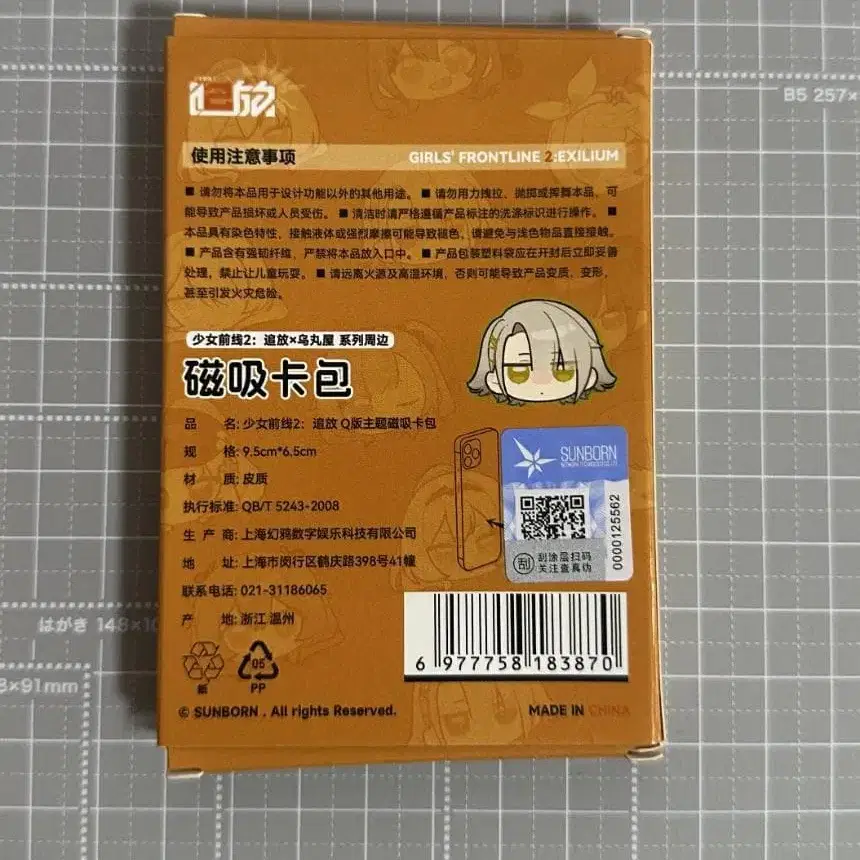 追放
使用注意事项
GIRLS' FRONTLINE 2:EXILIUM
■ 请勿将本品用于设计功能以外的其他用途。 ■ 请勿用力拽拉、抛掷或挥舞本品，可
能导致产品损坏或人员受伤。 ■ 清洁时请严格遵循产品标注的洗涤标识进行操作。 ■
本品具有染色特性，接触液体或强烈摩擦可能导致褪色，请避免与浅色物品直接接触。
■ 产品含有强韧纤维，严禁将本品放入口中。 ■ 产品包装塑料袋应在开封后立即妥善
处理，禁止让儿童玩耍。 ■ 请远离火源及高温环境，否则可能导致产品变质、变形，
甚至引发火灾危险。
少女前线2：追放×乌丸屋 系列周边
磁吸卡包
品 名: 少女前线2：追放 Q版主题磁吸卡包
规 格: 9.5cm*6.5cm
材 质: 皮质
执行标准: QB/T 5243-2008
生 产 商: 上海幻鸦数字娱乐科技有限公司
地 址: 上海市闵行区鹤庆路398号41幢
联系电话: 021-31186065
产 地: 浙江 温州
SUNBORN
NETWORK TECHNOLOGY CO.,LTD
刮
刮涂层扫码
关注查真伪
0000125562
6 977758 183870
纸
05
PP
© SUNBORN . All rights Reserved.
MADE IN CHINA
B5 257×
はがき 148×10
×91mm